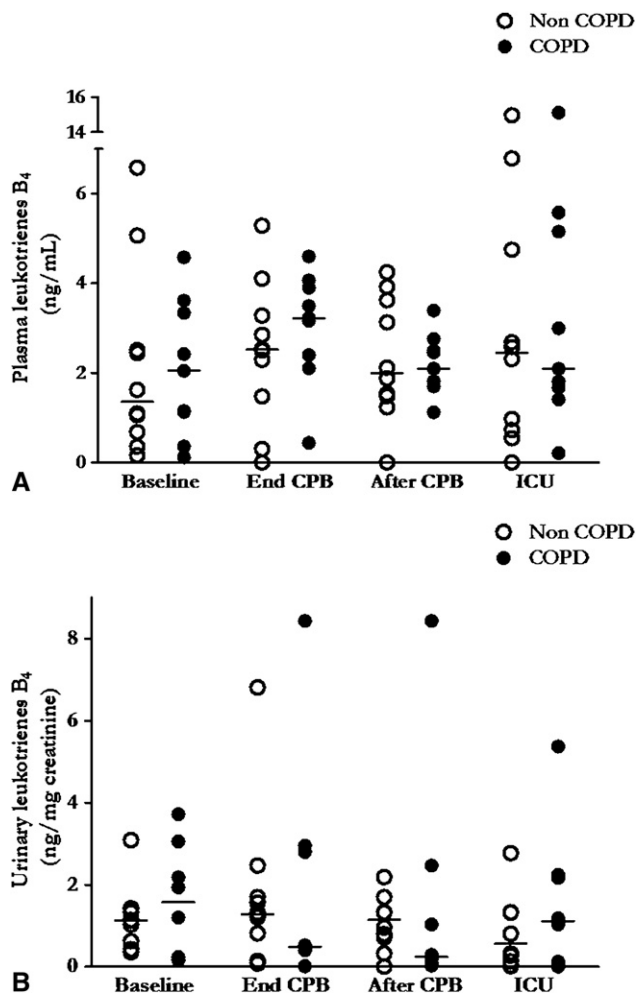 Non COPD
COPD
16
14
6
4
2
0
Plasma leukotrienes B4
(ng/mL)
Baseline End CPB After CPB ICU
A
Non COPD
COPD
8
6
4
2
0
Urinary leukotrienes B4
(ng/mg creatinine)
Baseline End CPB After CPB ICU
B